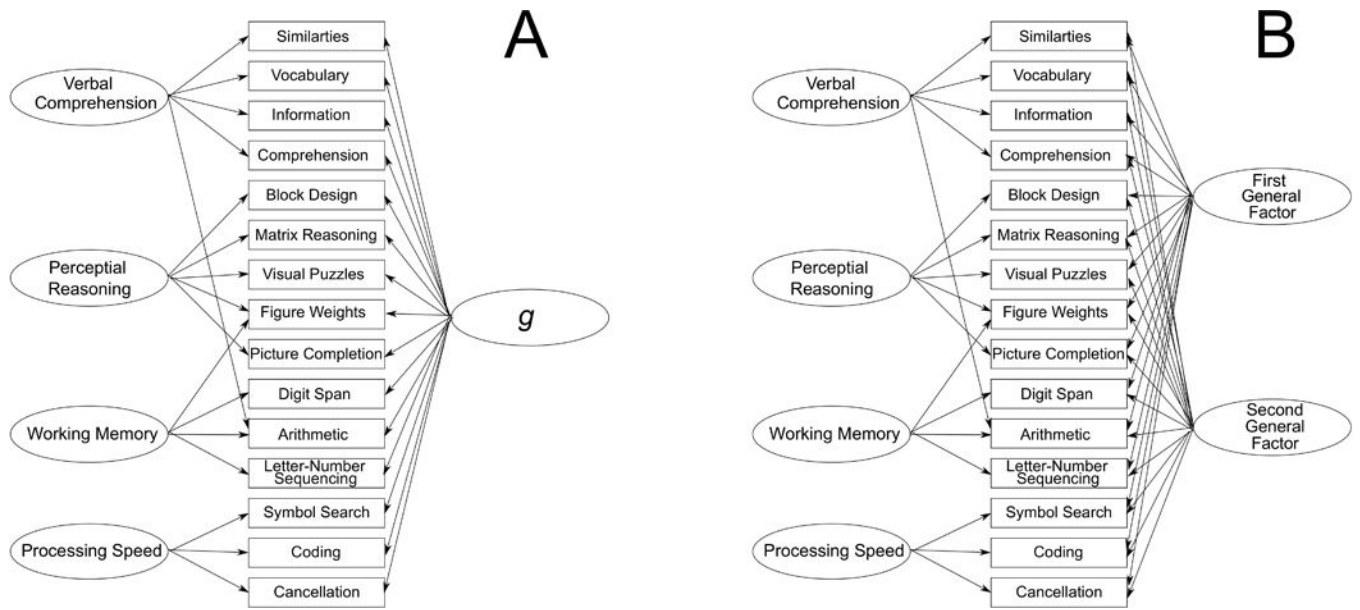 A
Similarties
Vocabulary
Information
Comprehension
Block Design
Matrix Reasoning
Visual Puzzles
Figure Weights
Picture Completion
Digit Span
Arithmetic
Letter-Number
Sequencing
Symbol Search
Coding
Cancellation
Verbal
Comprehension
Perceptial
Reasoning
Working Memory
Processing Speed
g
B
Similarties
Vocabulary
Information
Comprehension
Block Design
Matrix Reasoning
Visual Puzzles
Figure Weights
Picture Completion
Digit Span
Arithmetic
Letter-Number
Sequencing
Symbol Search
Coding
Cancellation
Verbal
Comprehension
Perceptial
Reasoning
Working Memory
Processing Speed
First
General
Factor
Second
General
Factor